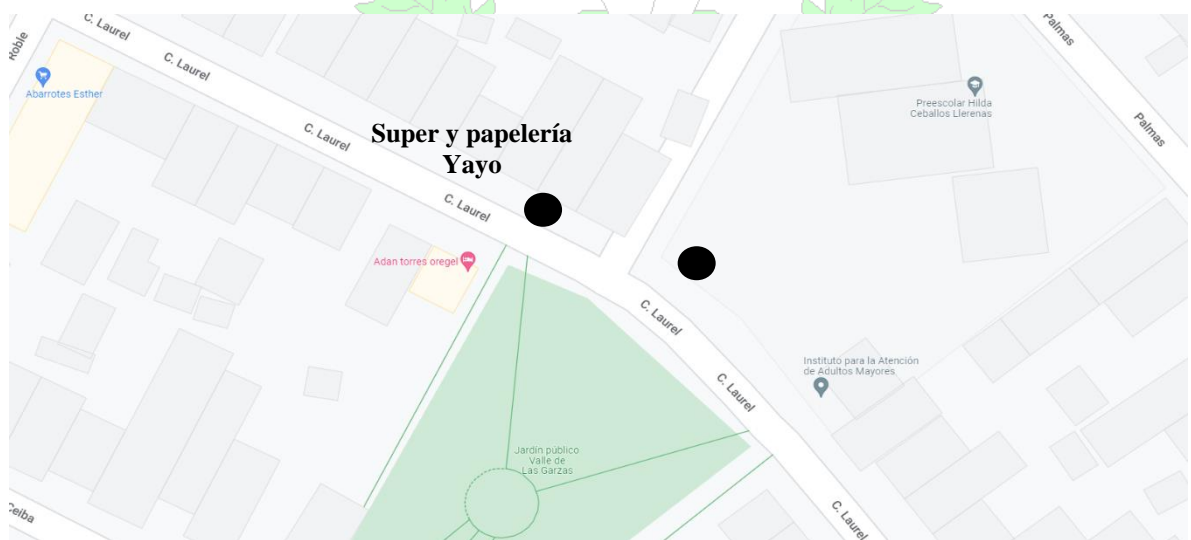 C. Laurel
Roble
C. Laurel
Palmas
Abarrotes Esther
Preescolar Hilda
Ceballos Llerenas
Palmas
C. Laurel
Super y papelería
Yayo
C. Laurel
Adan torres oregel
C. Laurel
Instituto para la Atención
de Adultos Mayores
C. Laurel
Jardín público
Valle de
Las Garzas
Ceiba
C. Laurel